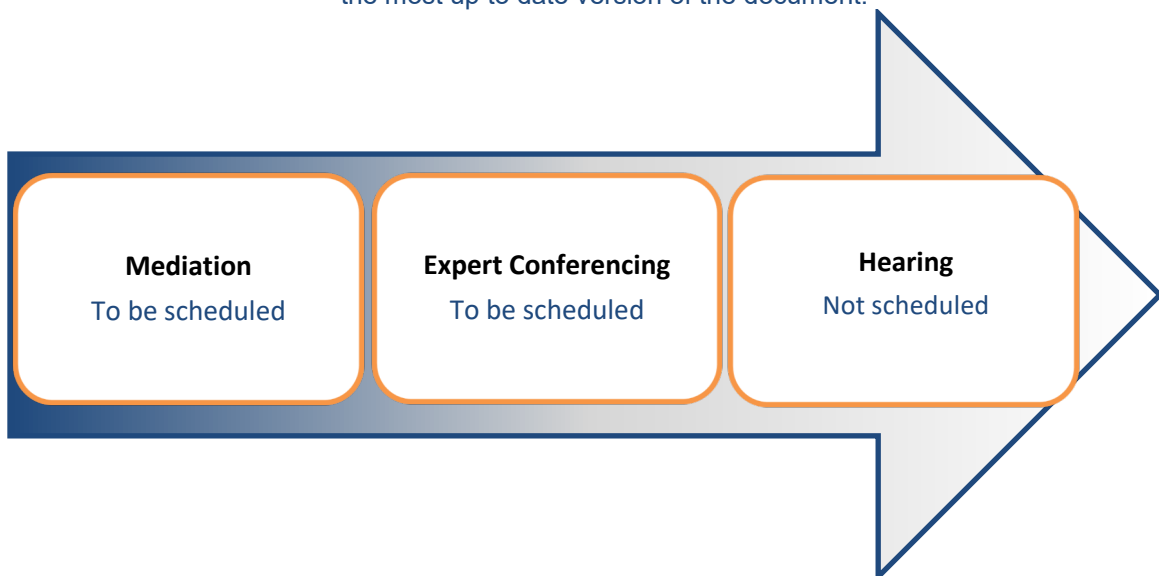 the most up to date version of the document.
Mediation
To be scheduled
Expert Conferencing
To be scheduled
Hearing
Not scheduled